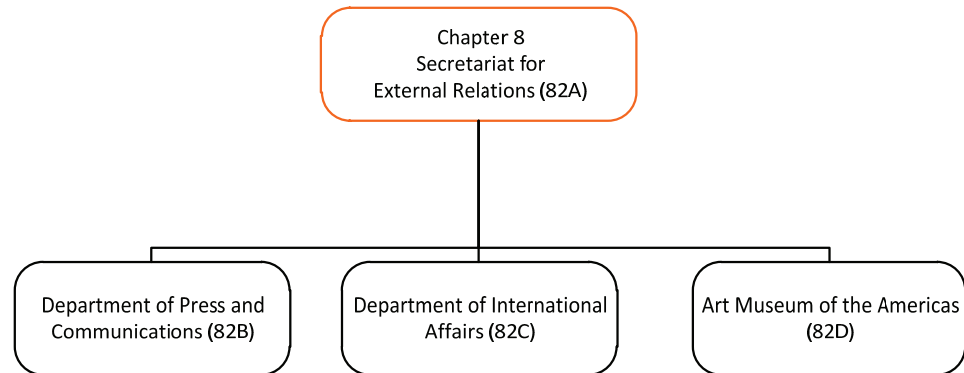 Chapter 8
Secretariat for
External Relations (82A)
Department of Press and
Communications (82B)
Department of International
Affairs (82C)
Art Museum of the Americas
(82D)